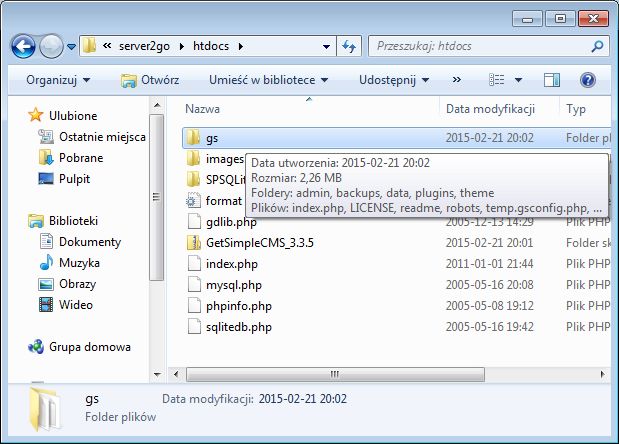 « server2go ▸ htdocs ▸
Przeszukaj: htdocs
Organizuj Otwórz Umieść w bibliotece Udostępnij »
Ulubione
Ostatnie miejsca
Pobrane
Pulpit
Biblioteki
Dokumenty
Muzyka
Obrazy
Wideo
Grupa domowa
Nazwa Data modyfikacji Typ
gs 2015-02-21 20:02 Folder pl
images
SPSQLit
format
gdlib.php 2005-12-13 14:29 Plik PHP
GetSimpleCMS_3.3.5 2015-02-21 20:01 Folder sk
index.php 2011-01-01 21:44 Plik PHP
mysql.php 2005-05-16 20:08 Plik PHP
phpinfo.php 2005-05-08 19:12 Plik PHP
sqlitedb.php 2005-05-16 19:42 Plik PHP
Data utworzenia: 2015-02-21 20:02
Rozmiar: 2,26 MB
Foldery: admin, backups, data, plugins, theme
Plików: index.php, LICENSE, readme, robots, temp.gsconfig.php, ...
gs Data modyfikacji: 2015-02-21 20:02
Folder plików